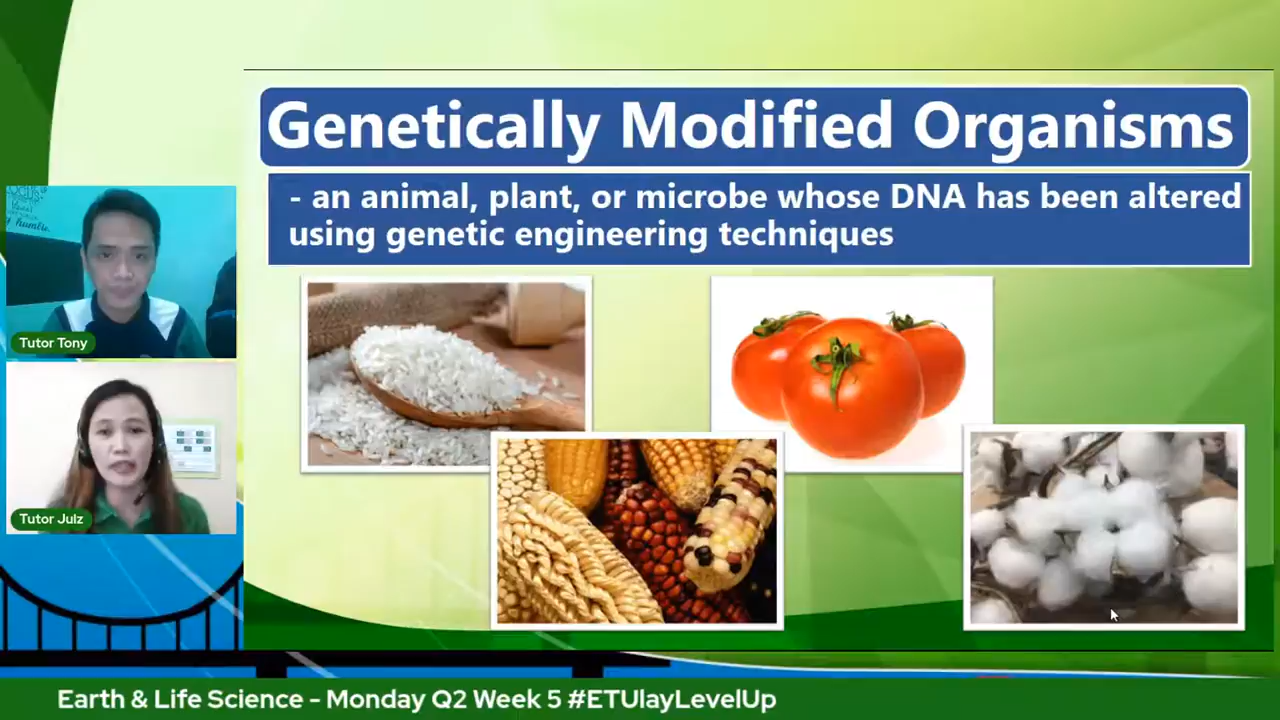 Genetically Modified Organisms
- an animal, plant, or microbe whose DNA has been altered
using genetic engineering techniques
Tutor Tony
Tutor Julz
Earth & Life Science - Monday Q2 Week 5 #ETUlayLevelUp